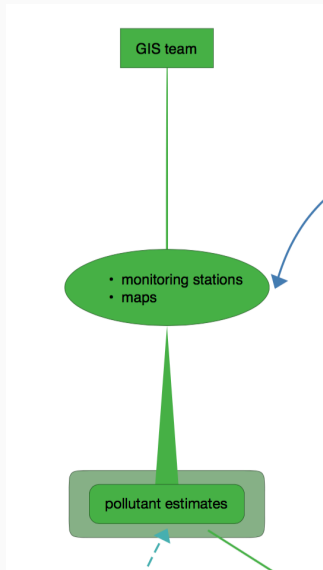 GIS team
• monitoring stations
• maps
pollutant estimates